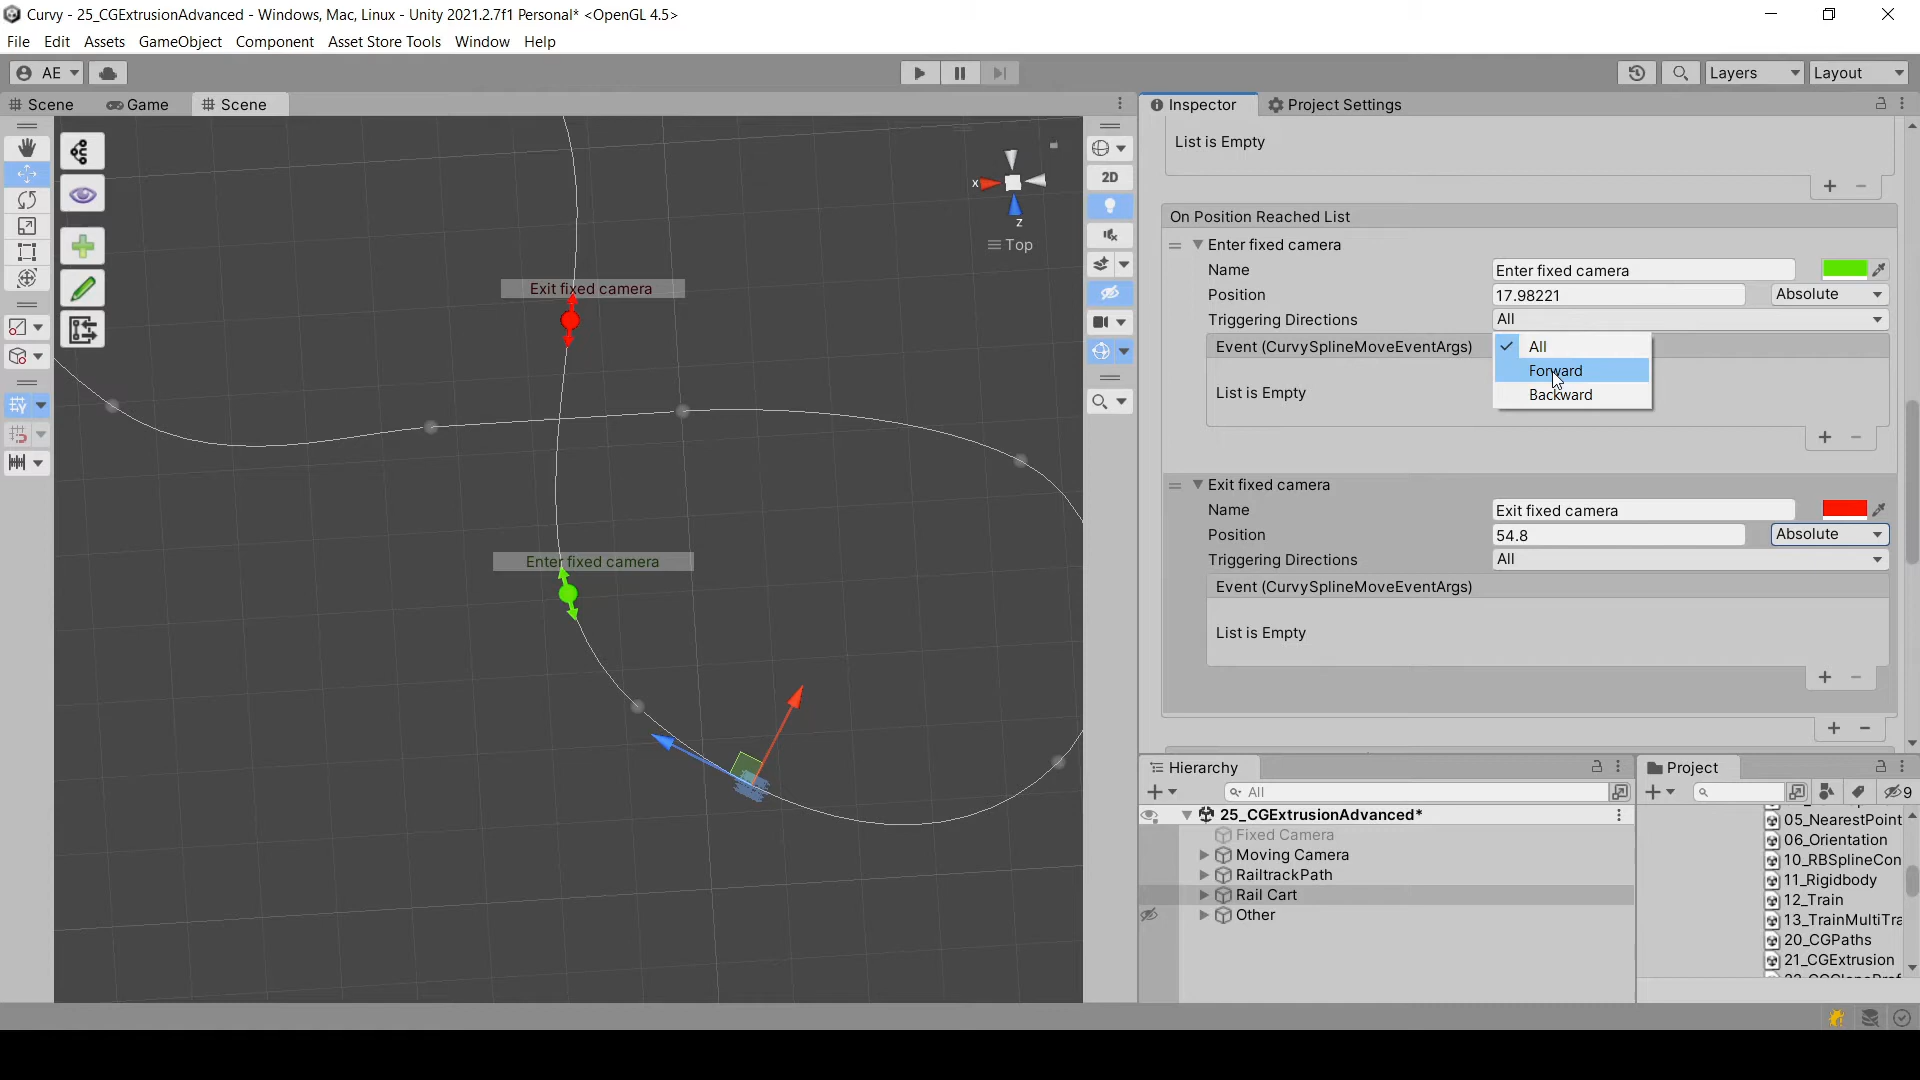 Curvy - 25_CGExtrusionAdvanced - Windows, Mac, Linux - Unity 2021.2.7f1 Personal* <OpenGL 4.5>
File Edit Assets GameObject Component Asset Store Tools Window Help
AE Layers Layout
Scene Game Scene Inspector Project Settings
List is Empty
2D
x
z
Top
On Position Reached List
Enter fixed camera
Name Enter fixed camera
Position 17.98221 Absolute
Triggering Directions All
Event (CurvySplineMoveEventArgs)
All
Forward
Backward
List is Empty
Exit fixed camera
Exit fixed camera
Name Exit fixed camera
Position 54.8 Absolute
Triggering Directions All
Event (CurvySplineMoveEventArgs)
List is Empty
Enter fixed camera
Hierarchy
All
25_CGExtrusionAdvanced*
Fixed Camera
Moving Camera
RailtrackPath
Rail Cart
Other
Project
9
05_NearestPoint
06_Orientation
10_RBSplineCon
11_Rigidbody
12_Train
13_TrainMultiTra
20_CGPaths
21_CGExtrusion